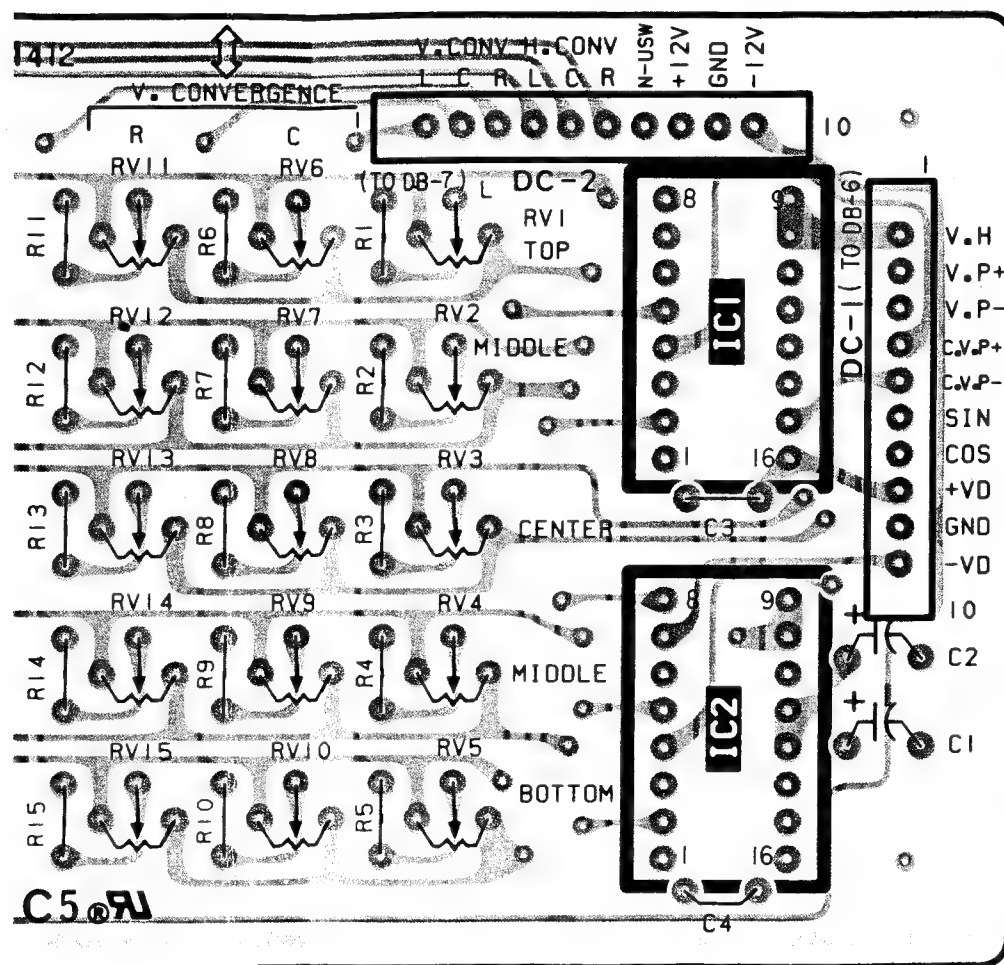 1412
V.CONV H.CONV
L C R L C R N-USW +12V GND -12V
V. CONVERGENCE
R C 10
1
RV11 RV6 (TO DB-7) L DC-2
R11 R6 R1 RV1
TOP
8 9
IC1
DC-1 (TO DB-6)
V.H
V.P+
V.P-
C.V.P+
C.V.P-
SIN
COS
+VD
GND
-VD
10
RV12 RV7 RV2
R12 R7 R2 MIDDLE
1 16
RV13 RV8 RV3
R13 R8 R3 CENTER
C3
RV14 RV9 RV4
R14 R9 R4 MIDDLE
8 9
IC2
+ C2
+ C1
RV15 RV10 RV5
R15 R10 R5 BOTTOM
1 16
C5 ® RU
C4